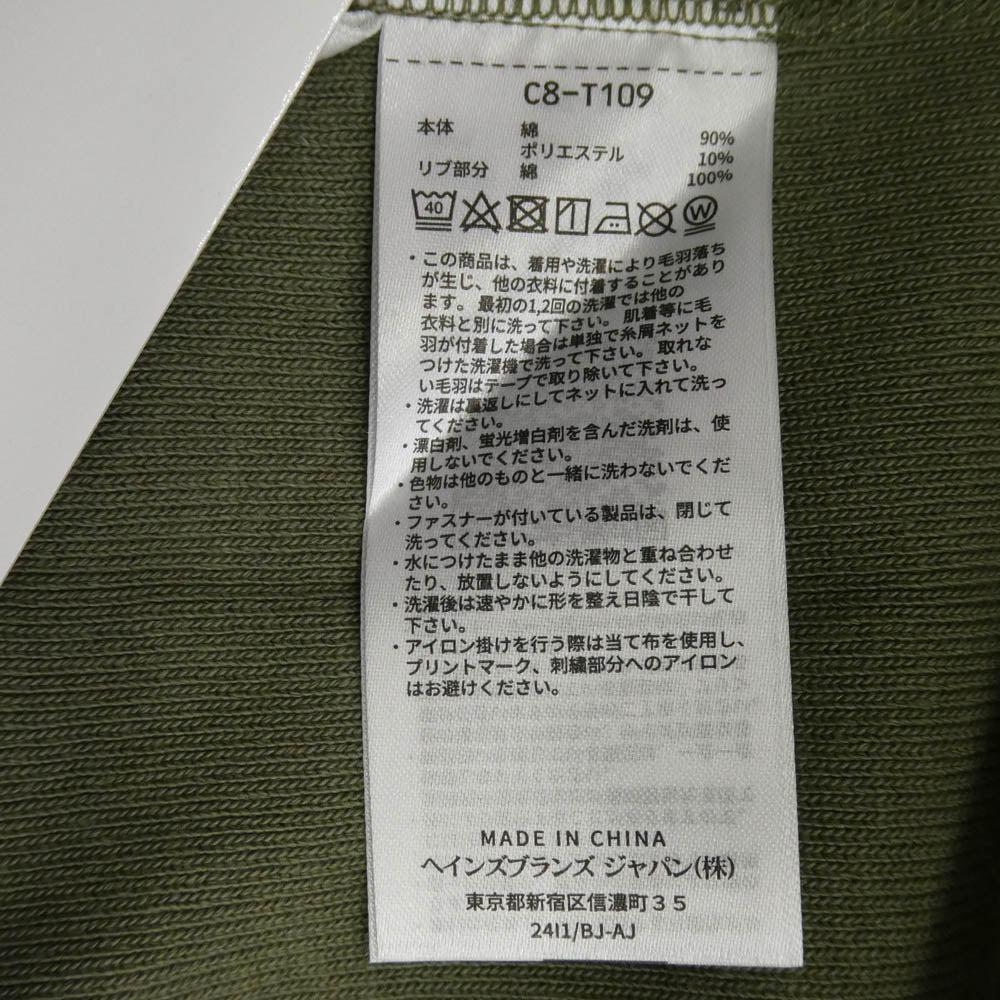 C8-T109
本体 綿 90%
ポリエステル 10%
リブ部分 綿 100%
40 W
・この商品は、着用や洗濯により毛羽落ち
が生じ、他の衣料に付着することがあり
ます。最初の1,2回の洗濯では他の
衣料と別に洗って下さい。肌着等に毛
羽が付着した場合は単独で糸屑ネットを
つけた洗濯機で洗って下さい。取れな
い毛羽はテープで取り除いて下さい。
・洗濯は裏返しにしてネットに入れて洗っ
てください。
・漂白剤、蛍光増白剤を含んだ洗剤は、使
用しないでください。
・色物は他のものと一緒に洗わないでくだ
さい。
・ファスナーが付いている製品は、閉じて
洗ってください。
・水につけたまま他の洗濯物と重ね合わせ
たり、放置しないようにしてください。
・洗濯後は速やかに形を整え日陰で干して
下さい。
・アイロン掛けを行う際は当て布を使用し、
プリントマーク、刺繍部分へのアイロン
はお避けください。
MADE IN CHINA
ヘインズブランズ ジャパン(株)
東京都新宿区信濃町35
24I1/BJ-AJ